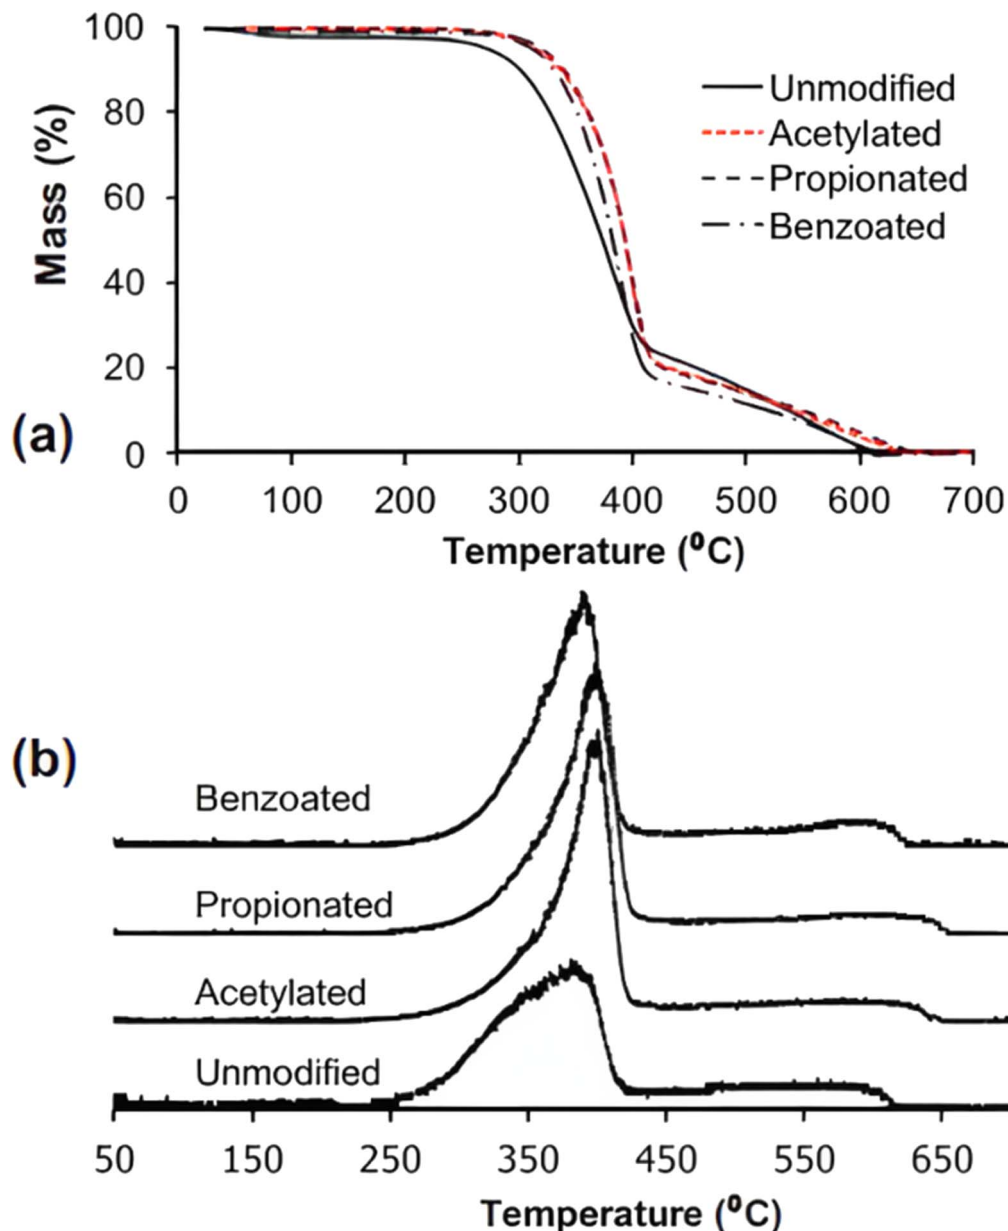 100
80
60
40
20
0
Mass (%)
Unmodified
Acetylated
Propionated
Benzoated
(a)
0 100 200 300 400 500 600 700
Temperature (⁰C)
(b)
Benzoated
Propionated
Acetylated
Unmodified
50 150 250 350 450 550 650
Temperature (⁰C)